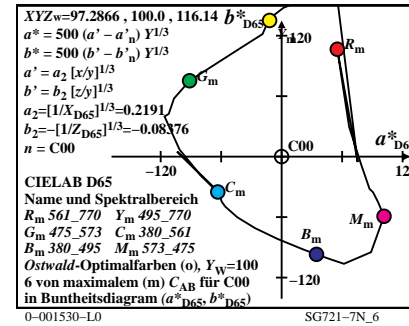 XYZw=97.2866, 100.0, 116.14
b*D65
a* = 500 (a' − a'n) Y1/3
b* = 500 (b' − b'n) Y1/3
a' = a2 [x/y]1/3
b' = b2 [z/y]1/3
a2=[1/XD65]1/3=0.2191
b2=−[1/ZD65]1/3=−0.08376
n = C00
CIELAB D65
Name und Spektralbereich
Rm 561_770 Ym 495_770
Gm 475_573 Cm 380_561
Bm 380_495 Mm 573_475
Ostwald-Optimalfarben (o), YW=100
6 von maximalem (m) CAB für C00
in Buntheitsdiagram (a*D65, b*D65)
Ym
120
Rm
Gm
C00
a*D65
−120
Cm
Mm
Bm
−120
0-001530-L0
SG721-7N_6